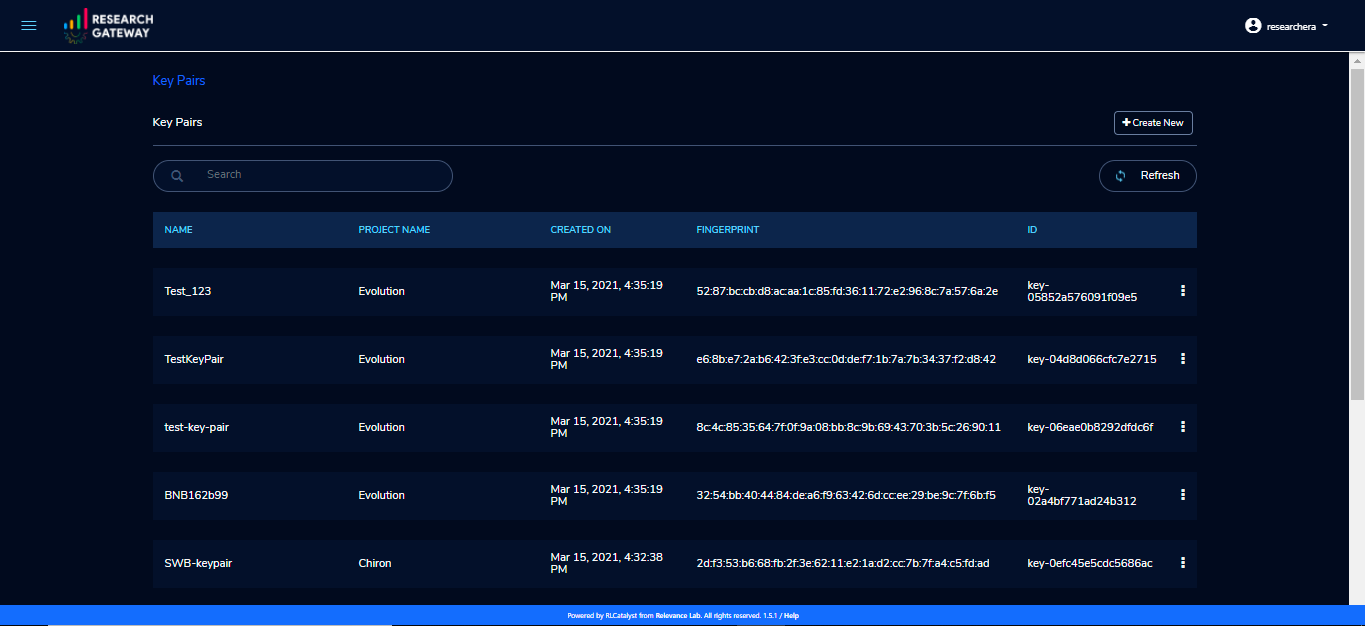 RESEARCH
GATEWAY
researchera
Key Pairs
Key Pairs
Create New
Search
Refresh
NAME PROJECT NAME CREATED ON FINGERPRINT ID
Test_123 Evolution Mar 15, 2021, 4:35:19 PM 52:87:bc:cb:d8:ac:aa:1c:85:fd:36:11:72:e2:96:8c:7a:57:6a:2e key-05852a576091f09e5
TestKeyPair Evolution Mar 15, 2021, 4:35:19 PM e6:8b:e7:2a:b6:42:3f:e3:cc:0d:de:f7:1b:7a:7b:34:37:f2:d8:42 key-04d8d066cfc7e2715
test-key-pair Evolution Mar 15, 2021, 4:35:19 PM 8c:4c:85:35:64:7f:0f:9a:08:bb:8c:9b:69:43:70:3b:5c:26:90:11 key-06eae0b8292dfdc6f
BNB162b99 Evolution Mar 15, 2021, 4:35:19 PM 32:54:bb:40:44:84:de:a6:f9:63:42:6d:cc:ee:29:be:9c:7f:6b:f5 key-02a4bf771ad24b312
SWB-keypair Chiron Mar 15, 2021, 4:32:38 PM 2d:f3:53:b6:68:fb:2f:3e:62:11:e2:1a:d2:cc:7b:7f:a4:c5:fd:ad key-0efc45e5cdc5686ac
Powered by RLCatalyst from Relevance Lab. All rights reserved. 1.5.1 / Help